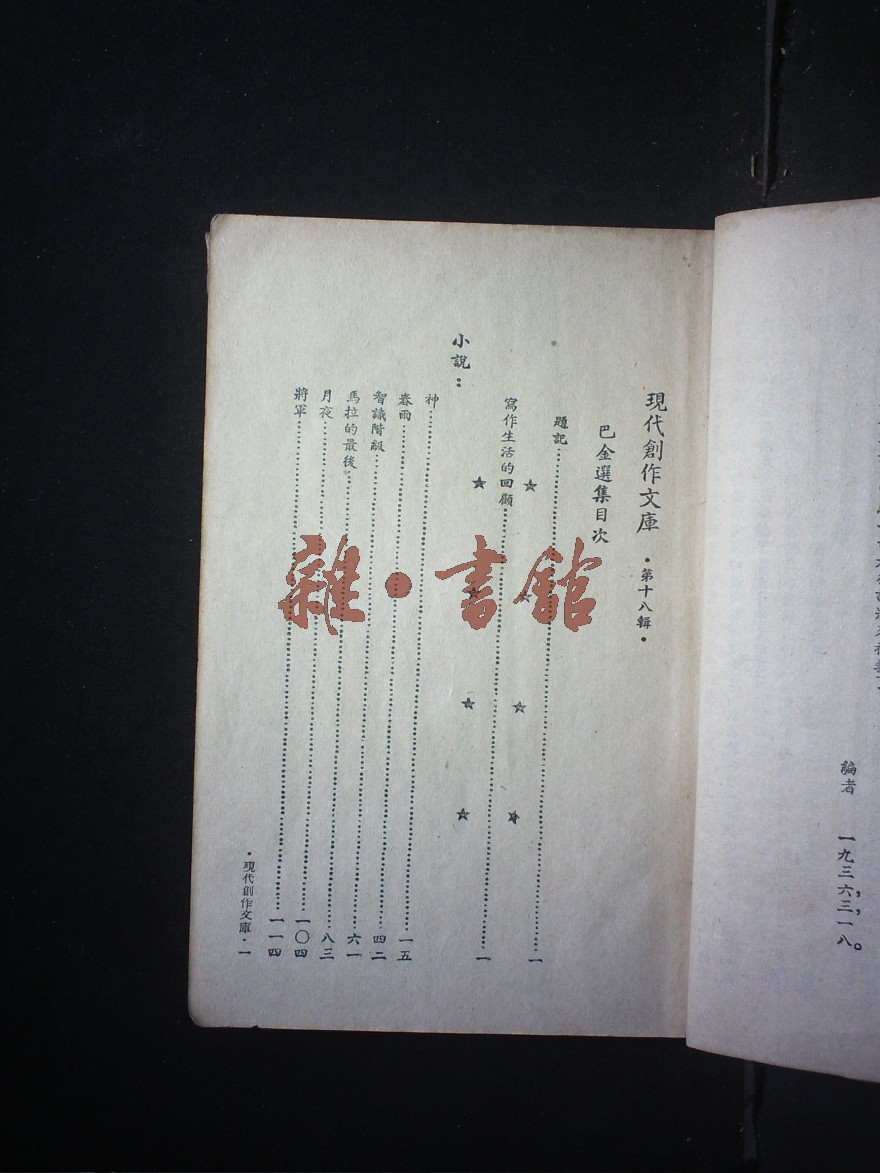 編者　一九三六，三，一八。
現代創作文庫 •第十八輯•
巴金選集目次
題記……一
寫作生活的回顧……一
小說：
神……一五
春雨……四二
智識階級……六一
馬拉的最後……八三
月夜……一〇四
將軍……一一四
•現代創作文庫•一
雜•書館